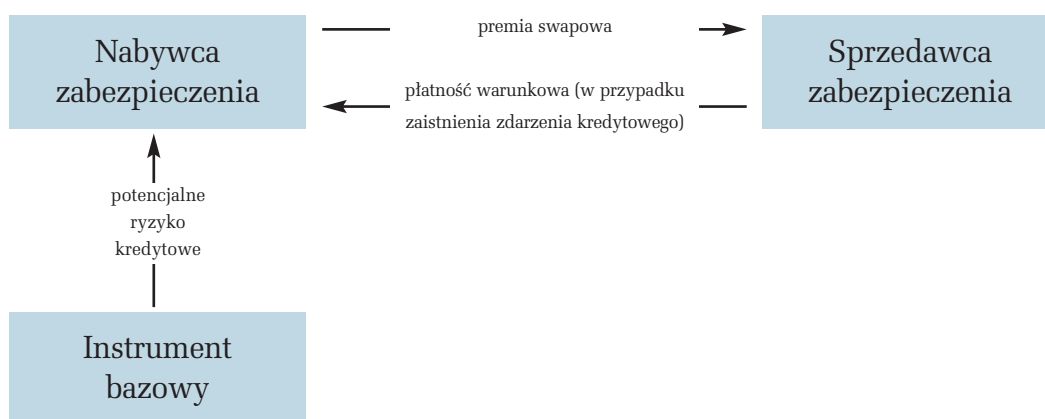 Nabywca
zabezpieczenia
premia swapowa
płatność warunkowa (w przypadku
zaistnienia zdarzenia kredytowego)
Sprzedawca
zabezpieczenia
potencjalne
ryzyko
kredytowe
Instrument
bazowy